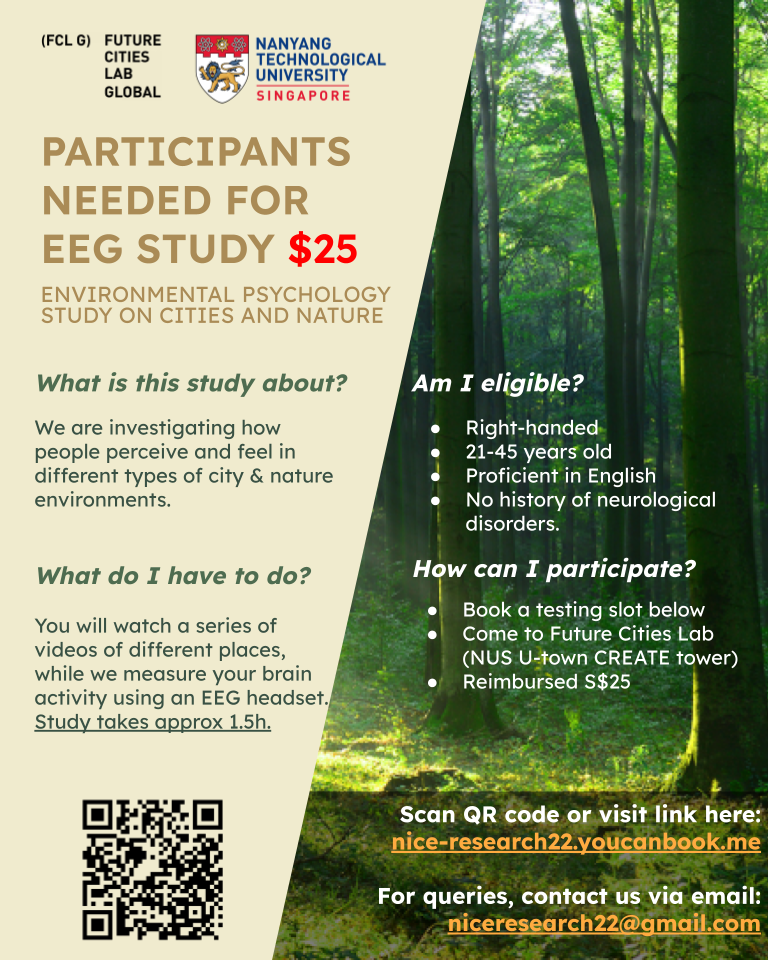 (FCL G) FUTURE
CITIES
LAB
GLOBAL
NANYANG
TECHNOLOGICAL
UNIVERSITY
SINGAPORE
PARTICIPANTS
NEEDED FOR
EEG STUDY $25
ENVIRONMENTAL PSYCHOLOGY
STUDY ON CITIES AND NATURE
What is this study about?
We are investigating how
people perceive and feel in
different types of city & nature
environments.
What do I have to do?
You will watch a series of
videos of different places,
while we measure your brain
activity using an EEG headset.
Study takes approx 1.5h.
Am I eligible?
● Right-handed
● 21-45 years old
● Proficient in English
● No history of neurological
disorders.
How can I participate?
● Book a testing slot below
● Come to Future Cities Lab
(NUS U-town CREATE tower)
● Reimbursed S$25
Scan QR code or visit link here:
nice-research22.youcanbook.me
For queries, contact us via email:
niceresearch22@gmail.com